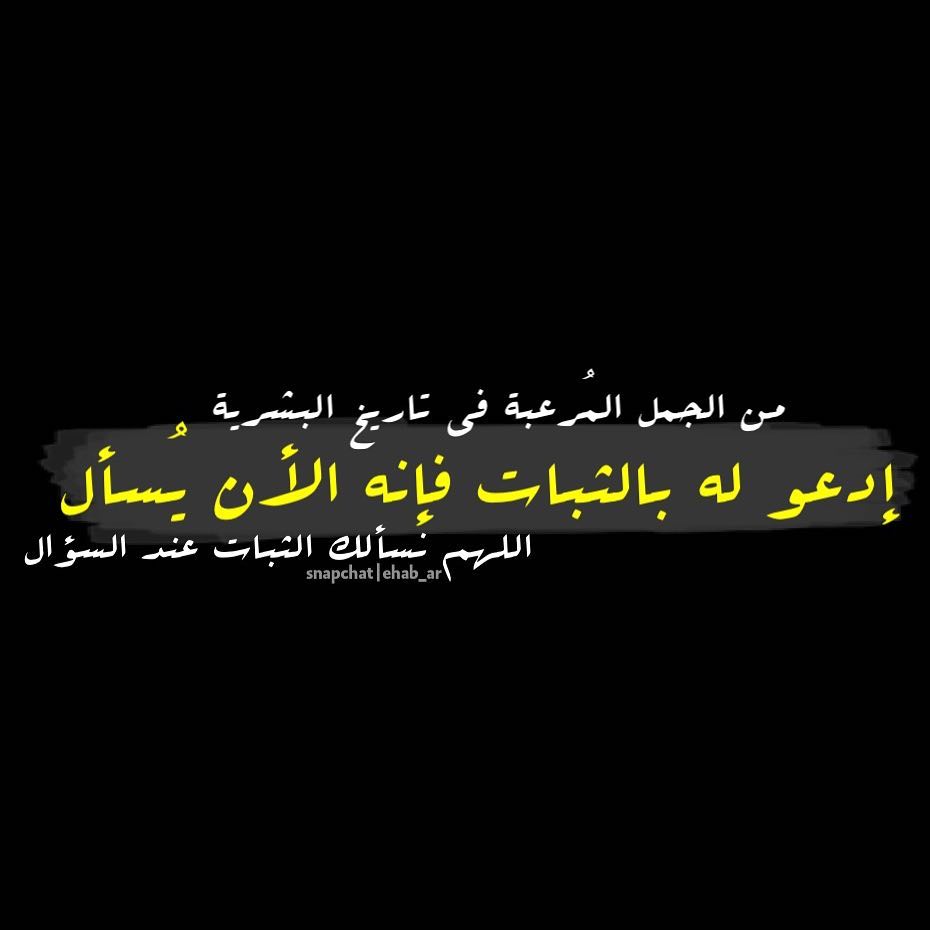 من الجمل المُرعبة فى تاريخ البشرية
إدعو له بالثبات فإنه الأن يُسأل
اللهم نسألك الثبات عند السؤال
snapchat|ehab_ar